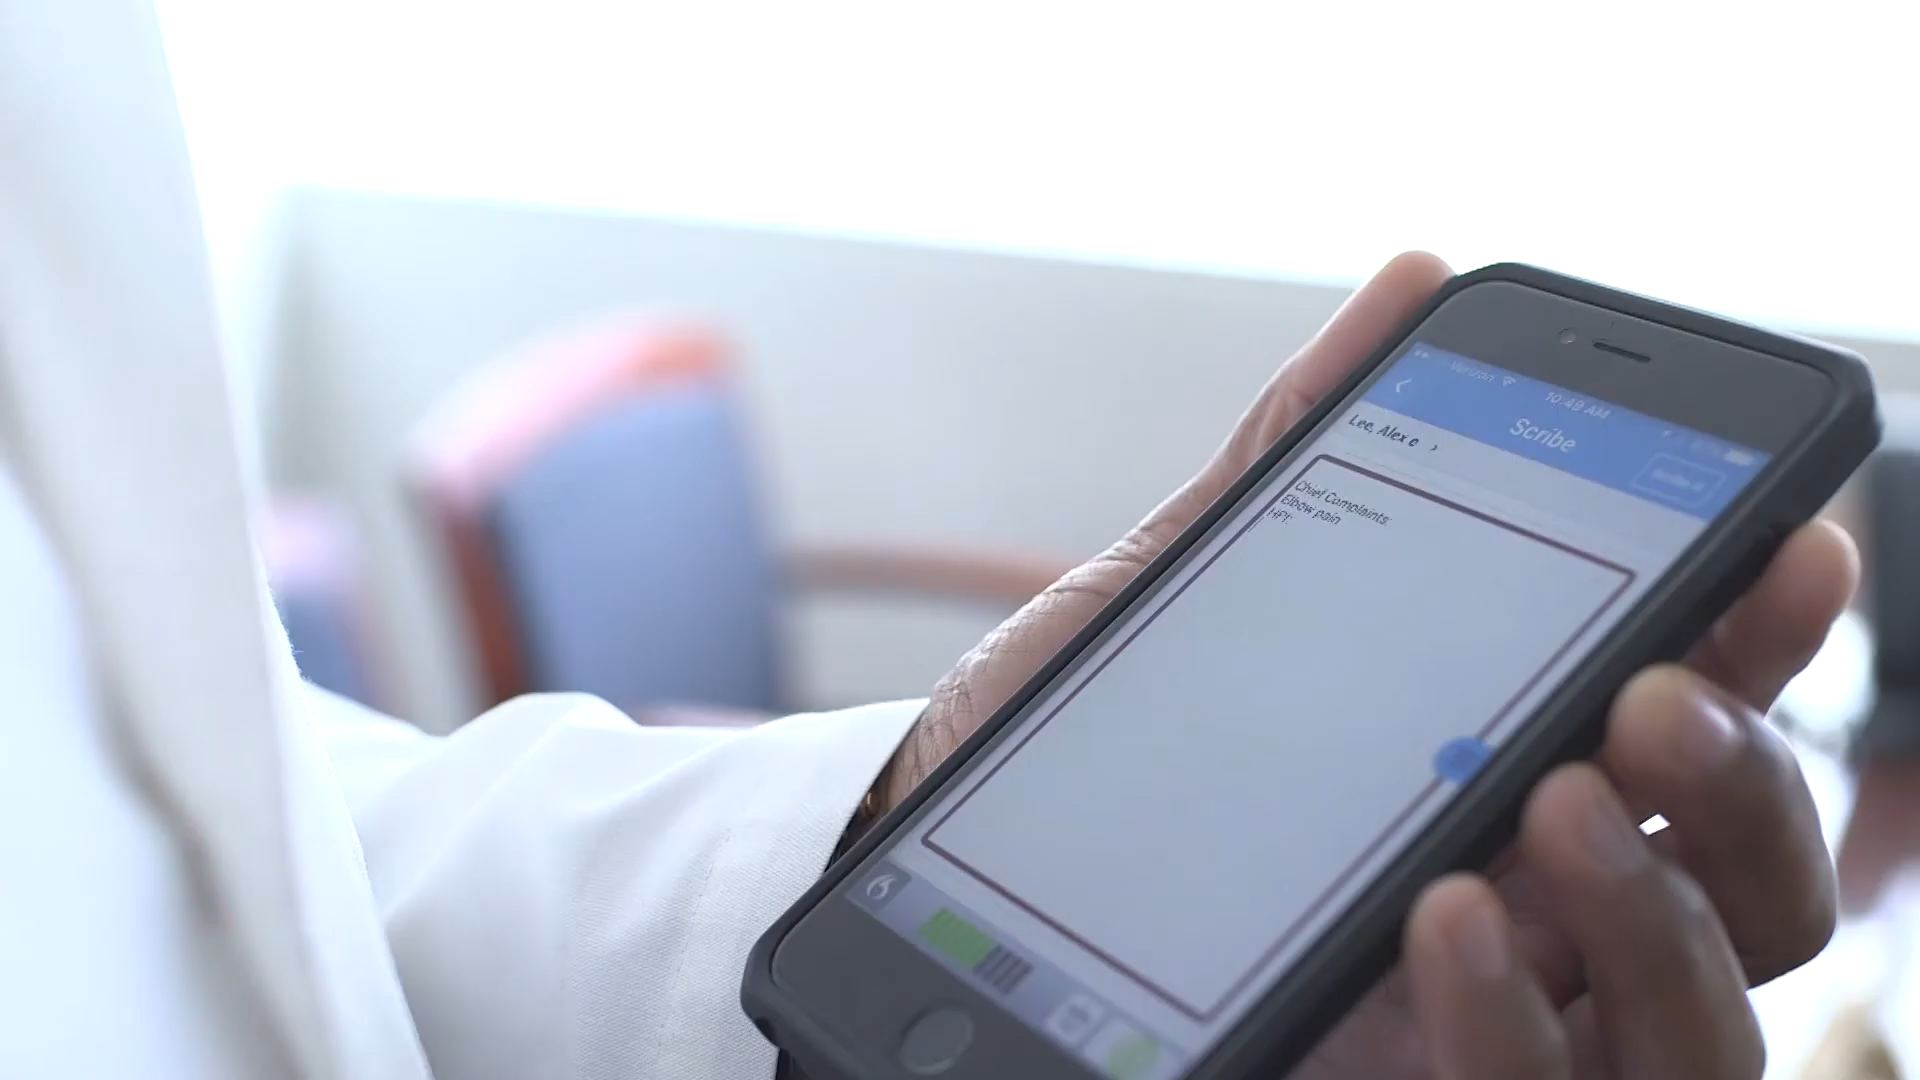 Verizon
10:49 AM
Scribe
Lee, Alex e
Chief Complaints:
Elbow pain
HPI: